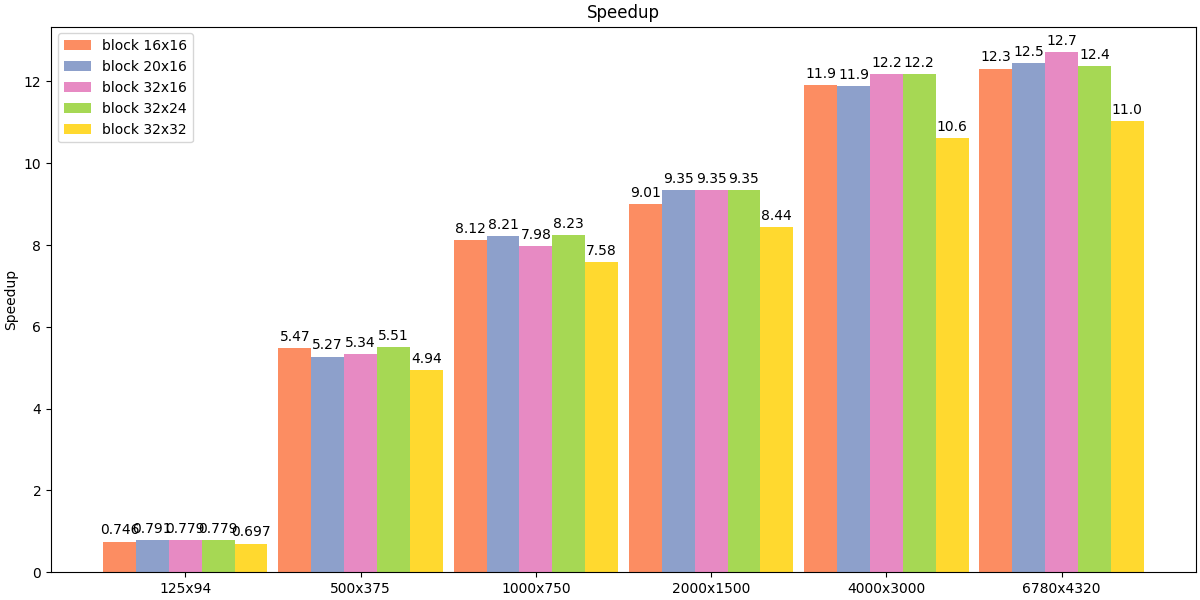 Speedup
block 16x16
block 20x16
block 32x16
block 32x24
block 32x32
Speedup
0
2
4
6
8
10
12
0.746 0.791 0.779 0.779 0.697
5.47 5.27 5.34 5.51 4.94
8.12 8.21 7.98 8.23 7.58
9.01 9.35 9.35 9.35 8.44
11.9 11.9 12.2 12.2 10.6
12.3 12.5 12.7 12.4 11.0
125x94 500x375 1000x750 2000x1500 4000x3000 6780x4320